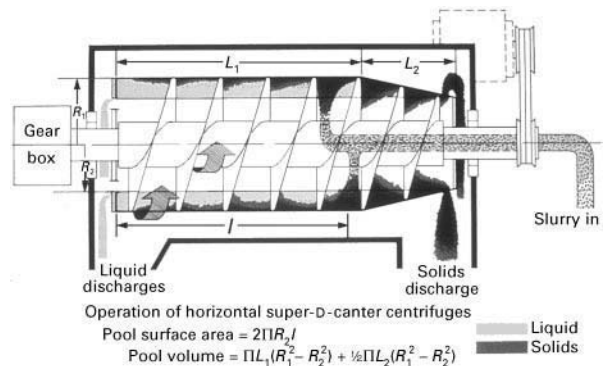 L₁
L₂
R₁
Gear
box
R₂
l
Slurry in
Liquid
discharges
Solids
discharge
Operation of horizontal super-D-canter centrifuges
Pool surface area = 2ΠR₂l
Pool volume = ΠL₁(R₁² – R₂²) + ½ΠL₂(R₁² – R₂²)
Liquid
Solids